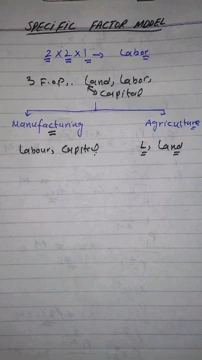 SPECIFIC FACTOR MODEL
2 x 2 x 1 → Labor
3 F.O.P,. Land, Labor,
Capital
Manufacturing Agriculture
Labour, Capital, L, Land